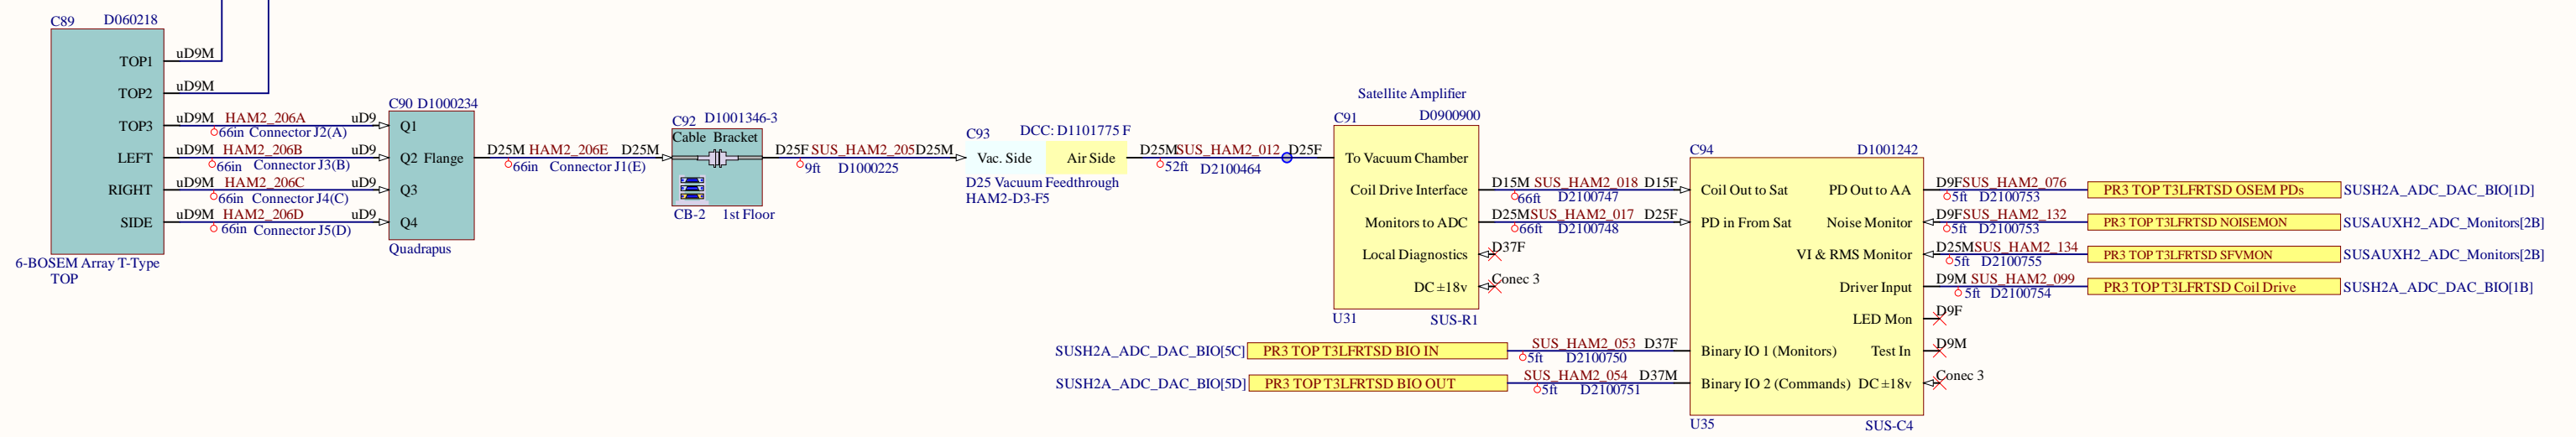 C89 D060218
TOP1 uD9M
TOP2 uD9M
TOP3 uD9M HAM2_206A uD9
66in Connector J2(A)
LEFT uD9M HAM2_206B uD9
66in Connector J3(B)
RIGHT uD9M HAM2_206C uD9
66in Connector J4(C)
SIDE uD9M HAM2_206D uD9
66in Connector J5(D)
6-BOSEM Array T-Type
TOP
C90 D1000234
Q1
Q2 Flange
Q3
Q4
Quadrapus
D25M HAM2_206E D25M
66in Connector J1(E)
C92 D1001346-3
Cable Bracket
CB-2 1st Floor
D25F SUS_HAM2_205 D25M
9ft D1000225
C93 DCC: D1101775 F
Vac. Side Air Side
D25 Vacuum Feedthrough
HAM2-D3-F5
D25M SUS_HAM2_012 D25F
52ft D2100464
Satellite Amplifier
C91 D0900900
To Vacuum Chamber
Coil Drive Interface
Monitors to ADC
Local Diagnostics
DC ±18v
U31 SUS-R1
D15M SUS_HAM2_018 D15F
66ft D2100747
D25M SUS_HAM2_017 D25F
66ft D2100748
D37F
Conec 3
C94 D1001242
Coil Out to Sat PD Out to AA
PD in From Sat Noise Monitor
VI & RMS Monitor
Driver Input
LED Mon
Binary IO 1 (Monitors) Test In
Binary IO 2 (Commands) DC ±18v
U35 SUS-C4
D9F SUS_HAM2_076 PR3 TOP T3LFRTSD OSEM PDs SUSH2A_ADC_DAC_BIO[1D]
5ft D2100753
D9F SUS_HAM2_132 PR3 TOP T3LFRTSD NOISEMON SUSAUXH2_ADC_Monitors[2B]
5ft D2100753
D25M SUS_HAM2_134 PR3 TOP T3LFRTSD SFVMON SUSAUXH2_ADC_Monitors[2B]
5ft D2100755
D9M SUS_HAM2_099 PR3 TOP T3LFRTSD Coil Drive SUSH2A_ADC_DAC_BIO[1B]
5ft D2100754
D9F
D9M
Conec 3
SUSH2A_ADC_DAC_BIO[5C] PR3 TOP T3LFRTSD BIO IN SUS_HAM2_053 D37F
5ft D2100750
SUSH2A_ADC_DAC_BIO[5D] PR3 TOP T3LFRTSD BIO OUT SUS_HAM2_054 D37M
5ft D2100751